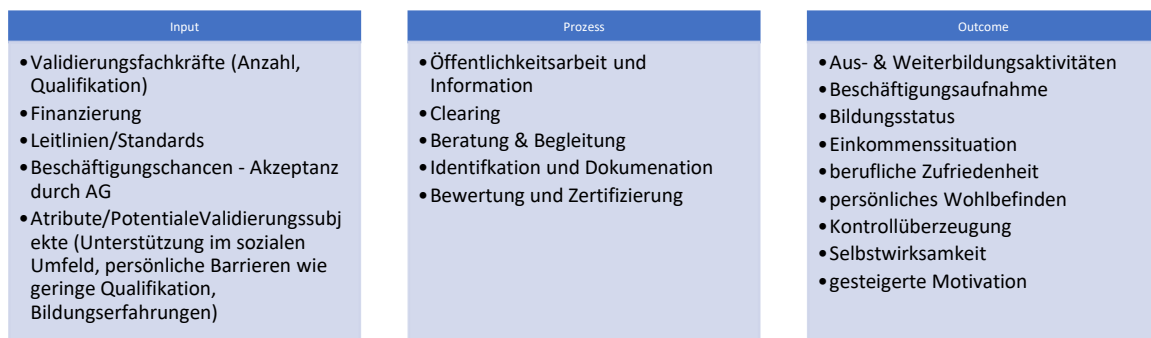 Input
•Validierungsfachkräfte (Anzahl,
Qualifikation)
•Finanzierung
•Leitlinien/Standards
•Beschäftigungschancen - Akzeptanz
durch AG
•Atribute/PotentialeValidierungssubj
ekte (Unterstützung im sozialen
Umfeld, persönliche Barrieren wie
geringe Qualifikation,
Bildungserfahrungen)
Prozess
•Öffentlichkeitsarbeit und
Information
•Clearing
•Beratung & Begleitung
•Identifkation und Dokumenation
•Bewertung und Zertifizierung
Outcome
•Aus- & Weiterbildungsaktivitäten
•Beschäftigungsaufnahme
•Bildungsstatus
•Einkommenssituation
•berufliche Zufriedenheit
•persönliches Wohlbefinden
•Kontrollüberzeugung
•Selbstwirksamkeit
•gesteigerte Motivation